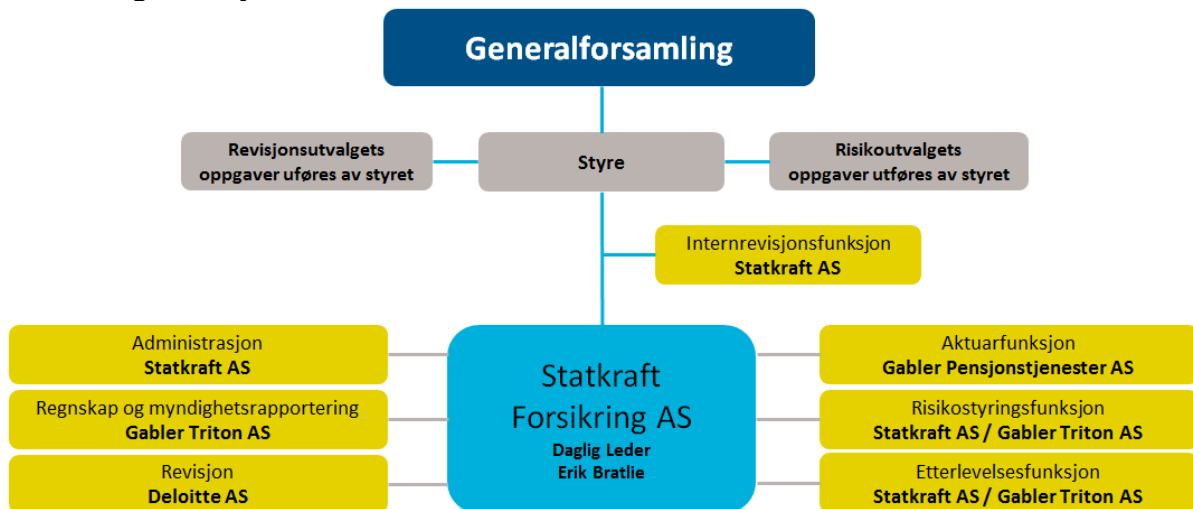 Generalforsamling
Revisjonsutvalgets
oppgaver uføres av styret
Styre
Risikoutvalgets
oppgaver utføres av styret
Internrevisjonsfunksjon
Statkraft AS
Administrasjon
Statkraft AS
Regnskap og myndighetsrapportering
Gabler Triton AS
Revisjon
Deloitte AS
Statkraft
Forsikring AS
Daglig Leder
Erik Bratlie
Aktuarfunksjon
Gabler Pensjonstjenester AS
Risikostyringsfunksjon
Statkraft AS / Gabler Triton AS
Etterlevelsesfunksjon
Statkraft AS / Gabler Triton AS